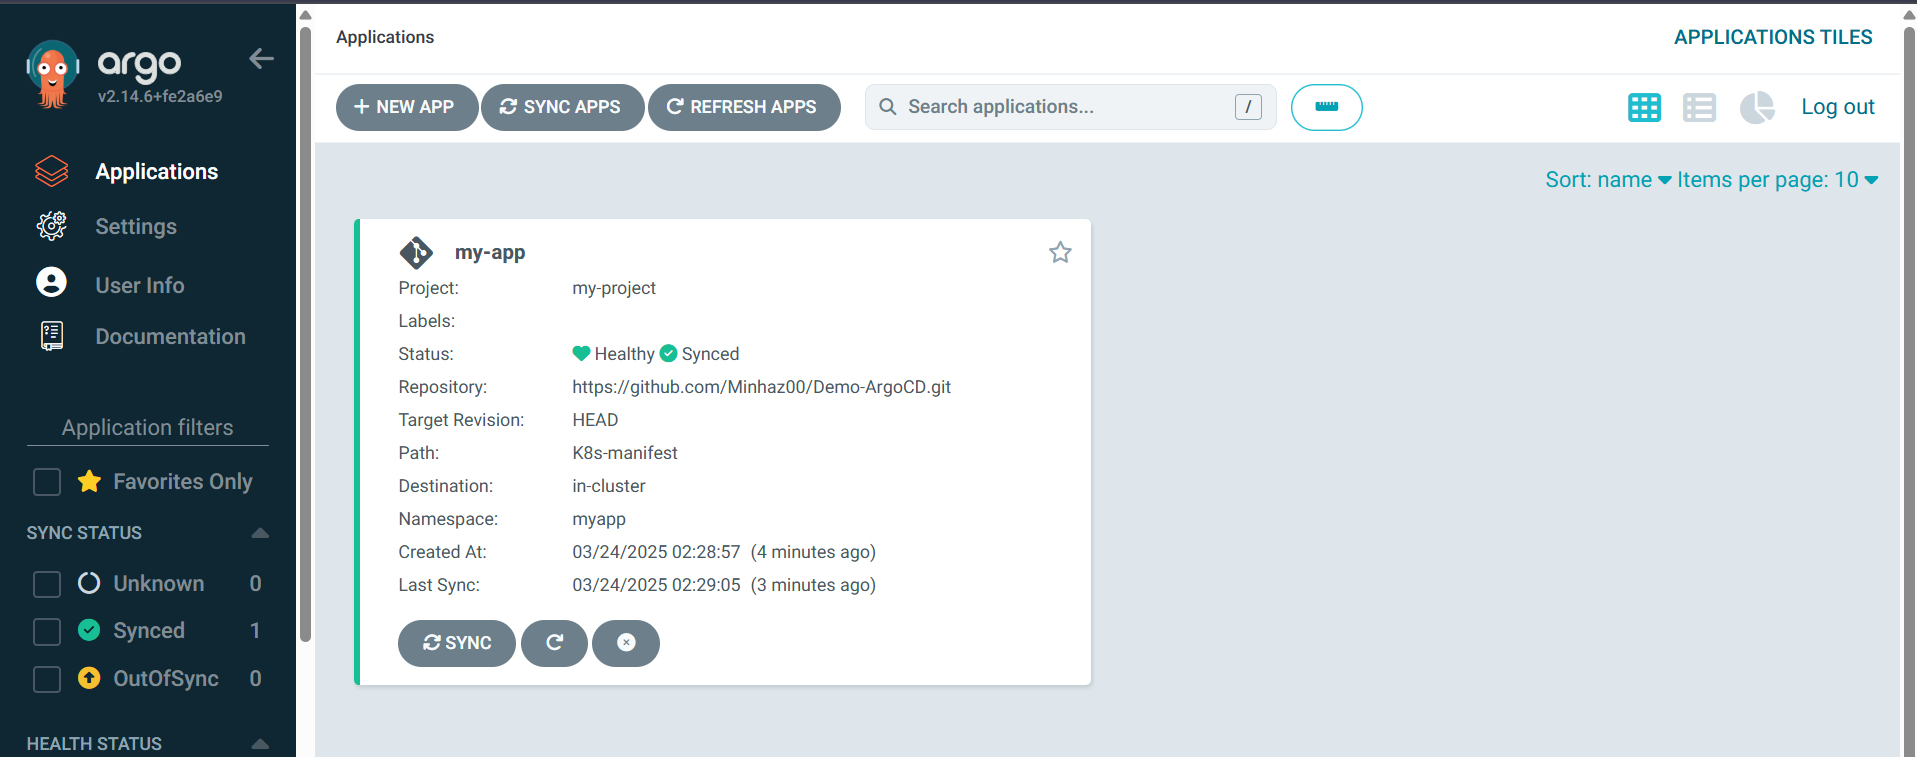 argo
v2.14.6+fe2a6e9
Applications
Settings
User Info
Documentation
Application filters
Favorites Only
SYNC STATUS
Unknown 0
Synced 1
OutOfSync 0
HEALTH STATUS
Applications
APPLICATIONS TILES
+ NEW APP SYNC APPS REFRESH APPS Search applications... / Log out
Sort: name Items per page: 10
my-app
Project: my-project
Labels:
Status: Healthy Synced
Repository: https://github.com/Minhaz00/Demo-ArgoCD.git
Target Revision: HEAD
Path: K8s-manifest
Destination: in-cluster
Namespace: myapp
Created At: 03/24/2025 02:28:57 (4 minutes ago)
Last Sync: 03/24/2025 02:29:05 (3 minutes ago)
SYNC